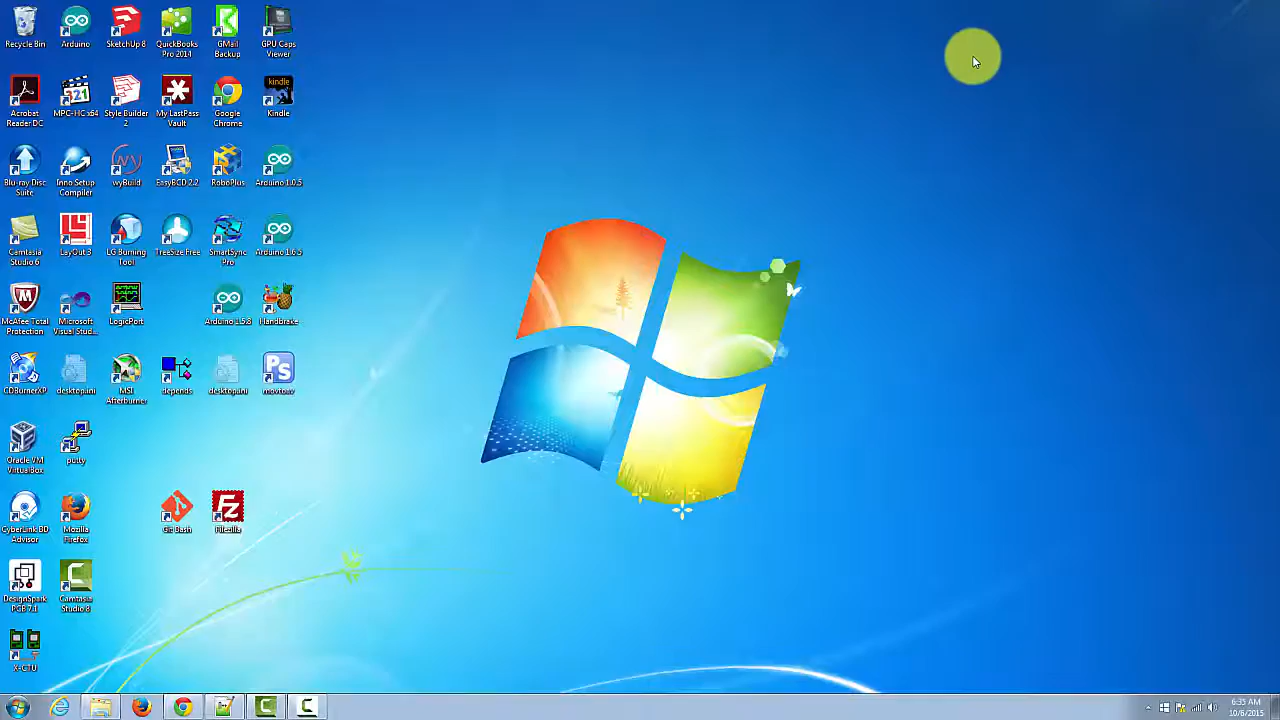 Recycle Bin
Arduino
SketchUp 8
QuickBooks
Pro 2014
GMail
Backup
GPU Caps
Viewer
Acrobat
Reader DC
321
MPC-HC x64
Style Builder
2
My LastPass
Vault
Google
Chrome
kindle
Kindle
Blu-ray Disc
Suite
Inno Setup
Compiler
wyBuild
EasyBCD 2.2
RoboPlus
Arduino 1.0.5
Camtasia
Studio 6
LayOut 3
LG Burning
Tool
TreeSize Free
SmartSync
Pro
Arduino 1.6.5
McAfee Total
Protection
Microsoft
Visual Stud...
LogicPort
Arduino 1.5.8
Handbrake
CDBurnerXP
desktop.ini
MSI
Afterburner
depends
desktop.ini
Ps
Oracle VM
VirtualBox
putty
CyberLink BD
Advisor
Mozilla
Firefox
Git Bash
FZ
Filezilla
DesignSpark
PCB 7.1
Camtasia
Studio 8
X-CTU
6:35 AM
10/6/2015